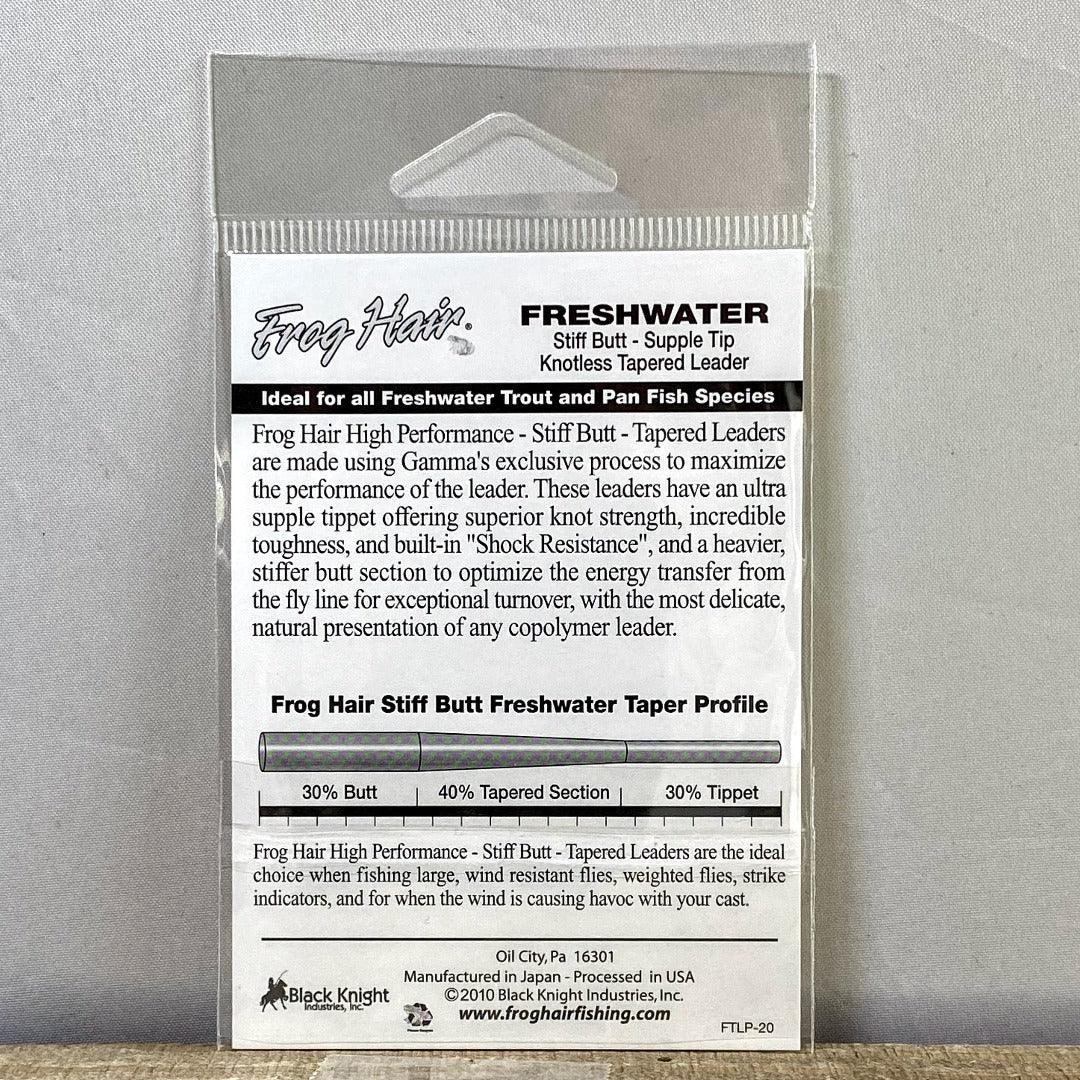 Frog Hair®
FRESHWATER
Stiff Butt - Supple Tip
Knotless Tapered Leader
Ideal for all Freshwater Trout and Pan Fish Species
Frog Hair High Performance - Stiff Butt - Tapered Leaders
are made using Gamma's exclusive process to maximize
the performance of the leader. These leaders have an ultra
supple tippet offering superior knot strength, incredible
toughness, and built-in "Shock Resistance", and a heavier,
stiffer butt section to optimize the energy transfer from
the fly line for exceptional turnover, with the most delicate,
natural presentation of any copolymer leader.
Frog Hair Stiff Butt Freshwater Taper Profile
30% Butt 40% Tapered Section 30% Tippet
Frog Hair High Performance - Stiff Butt - Tapered Leaders are the ideal
choice when fishing large, wind resistant flies, weighted flies, strike
indicators, and for when the wind is causing havoc with your cast.
Oil City, Pa 16301
Manufactured in Japan - Processed in USA
©2010 Black Knight Industries, Inc.
www.froghairfishing.com
Black Knight
Industries, Inc.
FTLP-20